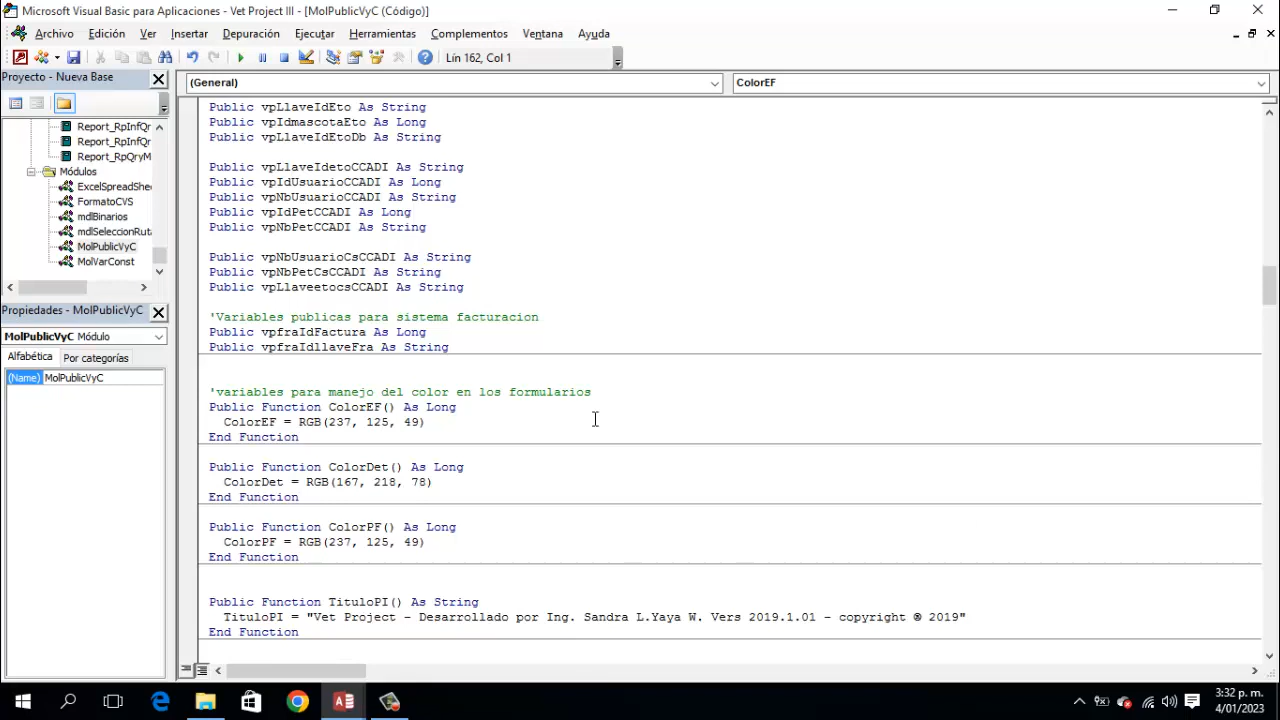 Microsoft Visual Basic para Aplicaciones - Vet Project III - [MolPublicVyC (Código)]
Archivo Edición Ver Insertar Depuración Ejecutar Herramientas Complementos Ventana Ayuda
Lín 162, Col 1
Proyecto - Nueva Base
(General)
ColorEF
Report_RpInfQr
Report_RpInfQr
Report_RpQryM
Módulos
ExcelSpreadShe
FormatoCVS
mdlBinarios
mdlSeleccionRuta
MolPublicVyC
MolVarConst
Propiedades - MolPublicVyC
MolPublicVyC Módulo
Alfabética Por categorías
(Name) MolPublicVyC
Public vpLlaveIdEto As String
Public vpIdmascotaEto As Long
Public vpLlaveIdEtoDb As String
Public vpLlaveIdetoCCADI As String
Public vpIdUsuarioCCADI As Long
Public vpNbUsuarioCCADI As String
Public vpIdPetCCADI As Long
Public vpNbPetCCADI As String
Public vpNbUsuarioCsCCADI As String
Public vpNbPetCsCCADI As String
Public vpLlaveetocsCCADI As String
'Variables publicas para sistema facturacion
Public vpfraIdFactura As Long
Public vpfraIdllaveFra As String
'variables para manejo del color en los formularios
Public Function ColorEF() As Long
ColorEF = RGB(237, 125, 49)
End Function
Public Function ColorDet() As Long
ColorDet = RGB(167, 218, 78)
End Function
Public Function ColorPF() As Long
ColorPF = RGB(237, 125, 49)
End Function
Public Function TituloPI() As String
TituloPI = "Vet Project - Desarrollado por Ing. Sandra L.Yaya W. Vers 2019.1.01 - copyright ® 2019"
End Function
3:32 p. m.
4/01/2023